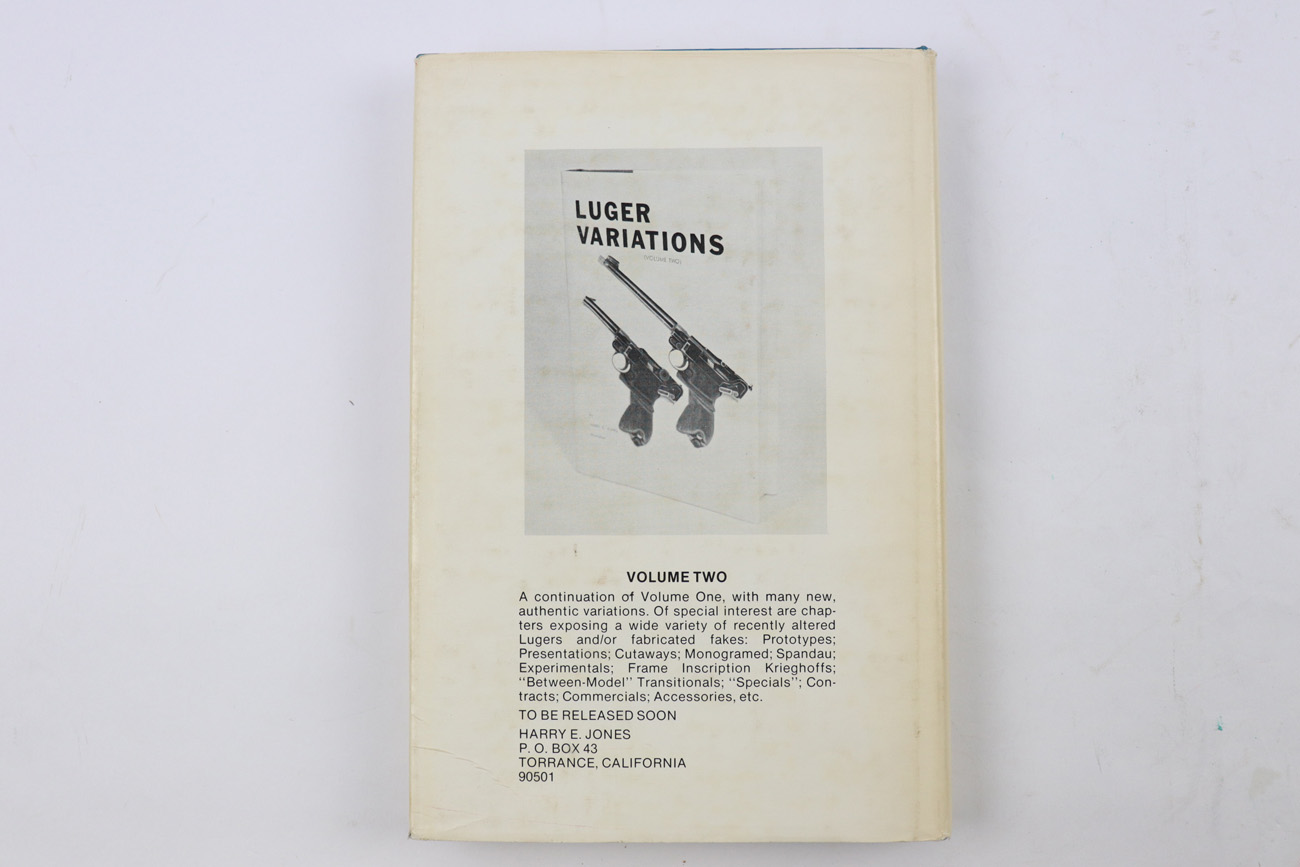 LUGER
VARIATIONS
(VOLUME TWO)
VOLUME TWO
A continuation of Volume One, with many new,
authentic variations. Of special interest are chap-
ters exposing a wide variety of recently altered
Lugers and/or fabricated fakes: Prototypes;
Presentations; Cutaways; Monogramed; Spandau;
Experimentals; Frame Inscription Krieghoffs;
"Between-Model" Transitionals; "Specials"; Con-
tracts; Commercials; Accessories, etc.
TO BE RELEASED SOON
HARRY E. JONES
P. O. BOX 43
TORRANCE, CALIFORNIA
90501